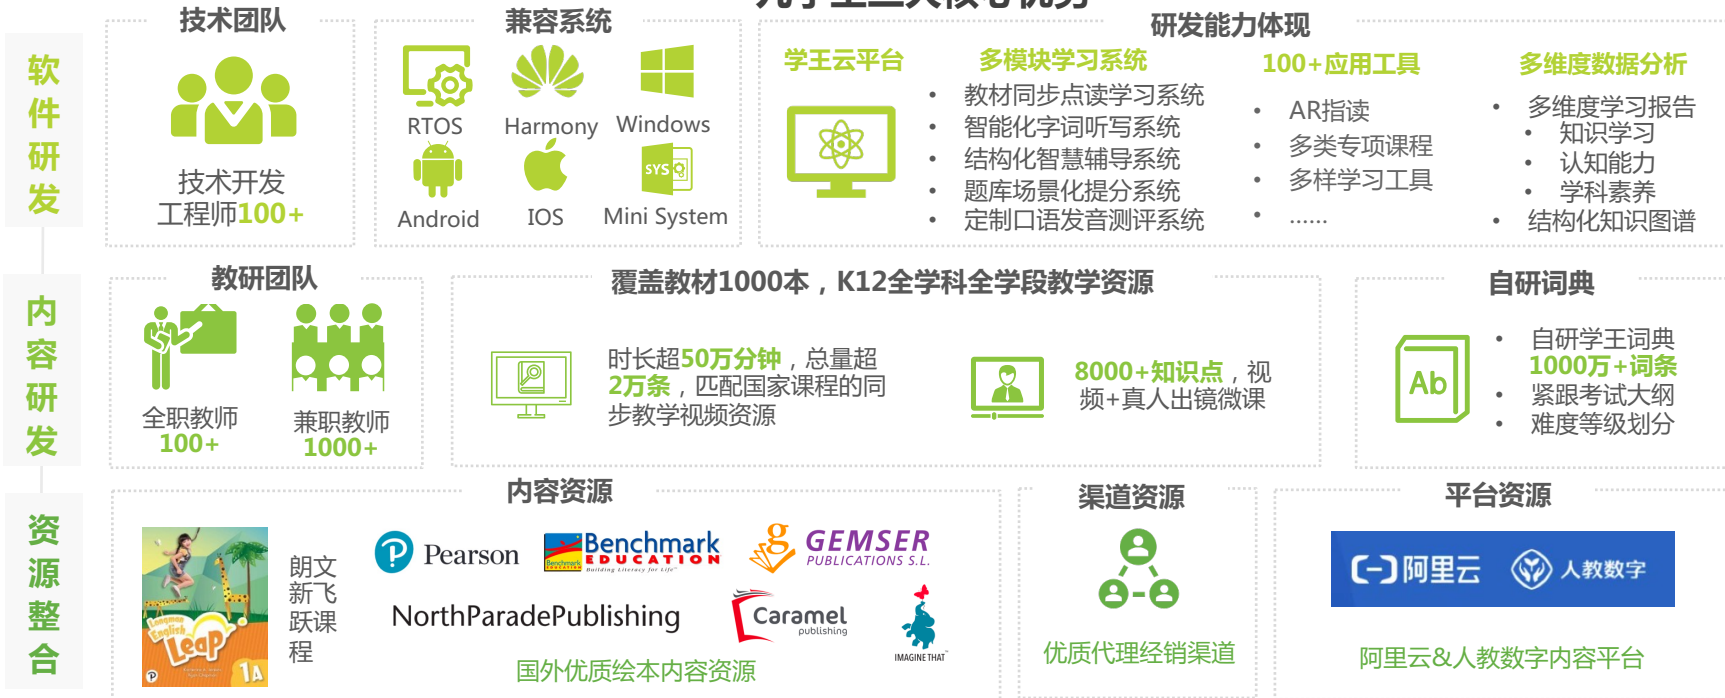 技术团队
兼容系统
研发能力体现
软件研发
技术开发
工程师100+
RTOS
Harmony
Windows
SYS
Android
IOS
Mini System
学王云平台
多模块学习系统
• 教材同步点读学习系统
• 智能化字词听写系统
• 结构化智慧辅导系统
• 题库场景化提分系统
• 定制口语发音测评系统
100+应用工具
• AR指读
• 多类专项课程
• 多样学习工具
• ……
多维度数据分析
• 多维度学习报告
• 知识学习
• 认知能力
• 学科素养
• 结构化知识图谱
内容研发
教研团队
全职教师
100+
兼职教师
1000+
覆盖教材1000本，K12全学科全学段教学资源
时长超50万分钟，总量超
2万条，匹配国家课程的同
步教学视频资源
8000+知识点，视
频+真人出镜微课
自研词典
Ab
• 自研学王词典
1000万+词条
• 紧跟考试大纲
• 难度等级划分
资源整合
内容资源
Longman
English
Leap
1A
朗文
新飞
跃课
程
Pearson
Benchmark
EDUCATION
Building Literacy for Life
GEMSER
PUBLICATIONS S.L.
NorthParadePublishing
Caramel
publishing
IMAGINE THAT
国外优质绘本内容资源
渠道资源
优质代理经销渠道
平台资源
阿里云
人教数字
阿里云&人教数字内容平台